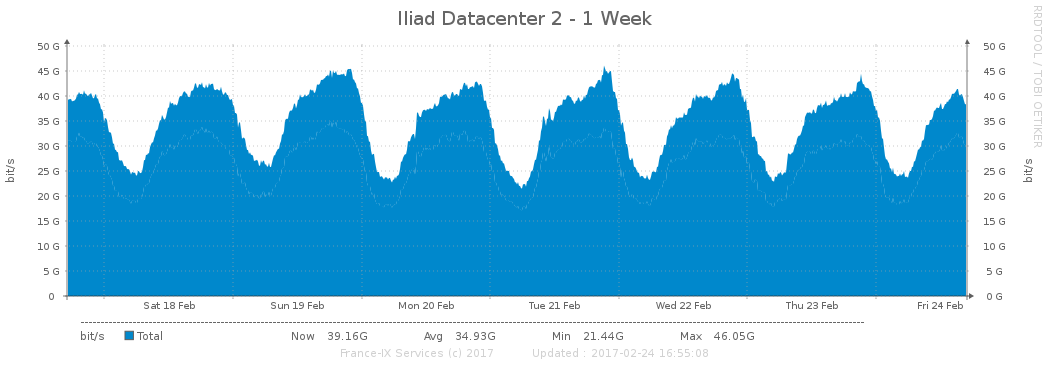 Iliad Datacenter 2 - 1 Week
RRDTOOL / TOBI OETIKER
50 G 50 G
45 G 45 G
40 G 40 G
35 G 35 G
30 G 30 G
25 G 25 G
20 G 20 G
15 G 15 G
10 G 10 G
5 G 5 G
0 0 G
bit/s bit/s
Sat 18 Feb Sun 19 Feb Mon 20 Feb Tue 21 Feb Wed 22 Feb Thu 23 Feb Fri 24 Feb
bit/s Total Now 39.16G Avg 34.93G Min 21.44G Max 46.05G
France-IX Services (c) 2017 Updated : 2017-02-24 16:55:08